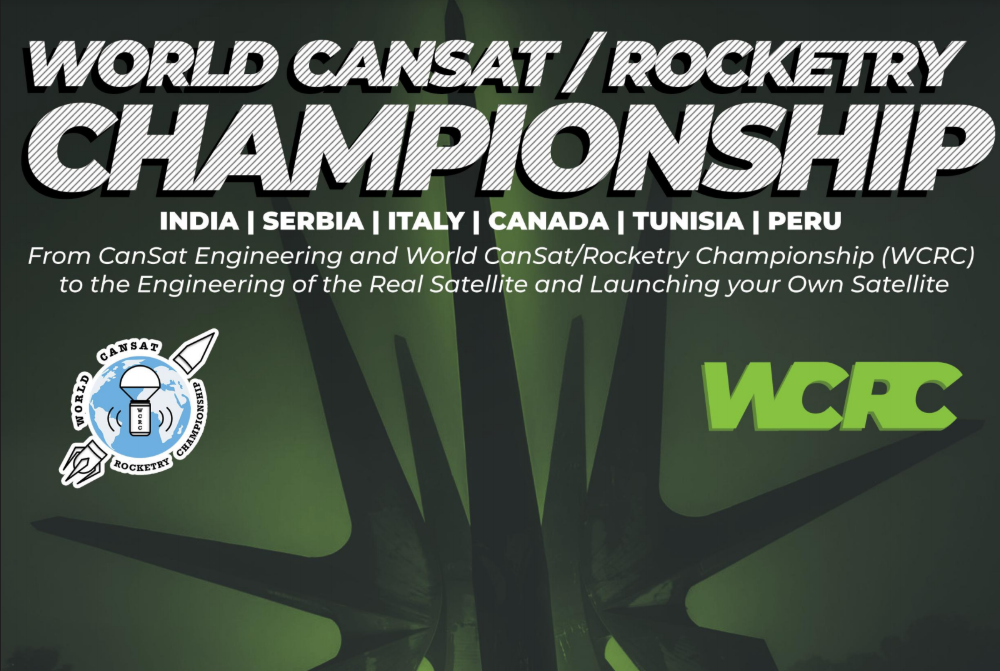 WORLD CANSAT / ROCKETRY
CHAMPIONSHIP
INDIA | SERBIA | ITALY | CANADA | TUNISIA | PERU
From CanSat Engineering and World CanSat/Rocketry Championship (WCRC)
to the Engineering of the Real Satellite and Launching your Own Satellite
WORLD CANSAT
WCRC
ROCKETRY CHAMPIONSHIP
WCRC